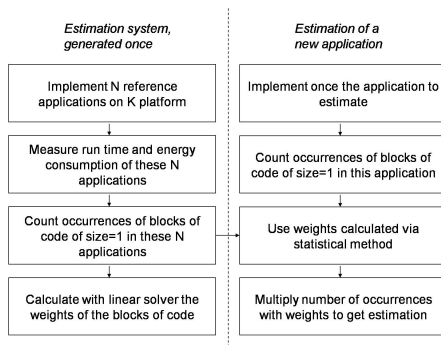 Estimation system,
generated once
Implement N reference
applications on K platform
Measure run time and energy
consumption of these N
applications
Count occurrences of blocks of
code of size=1 in these N
applications
Calculate with linear solver the
weights of the blocks of code
Estimation of a
new application
Implement once the application to
estimate
Count occurrences of blocks of
code of size=1 in this application
Use weights calculated via
statistical method
Multiply number of occurrences
with weights to get estimation